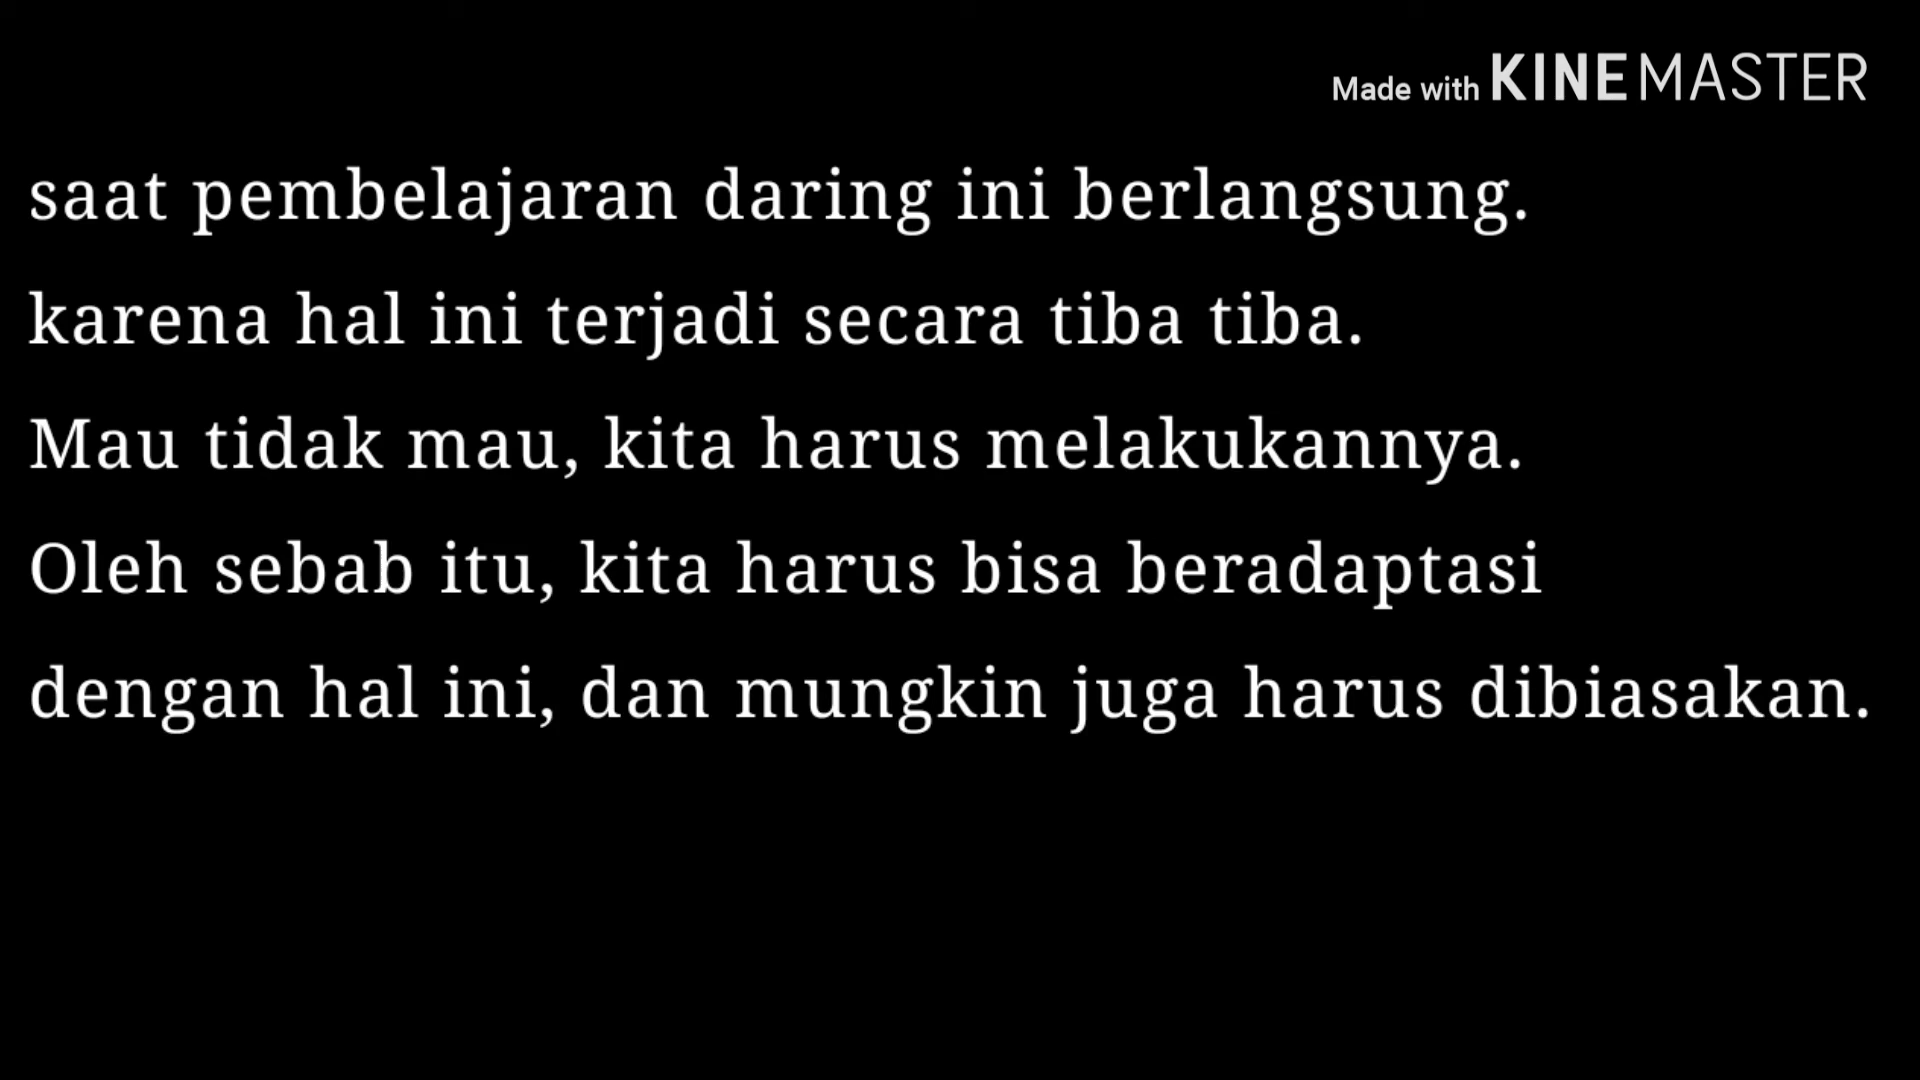 Made with KINEMASTER
saat pembelajaran daring ini berlangsung.
karena hal ini terjadi secara tiba tiba.
Mau tidak mau, kita harus melakukannya.
Oleh sebab itu, kita harus bisa beradaptasi
dengan hal ini, dan mungkin juga harus dibiasakan.